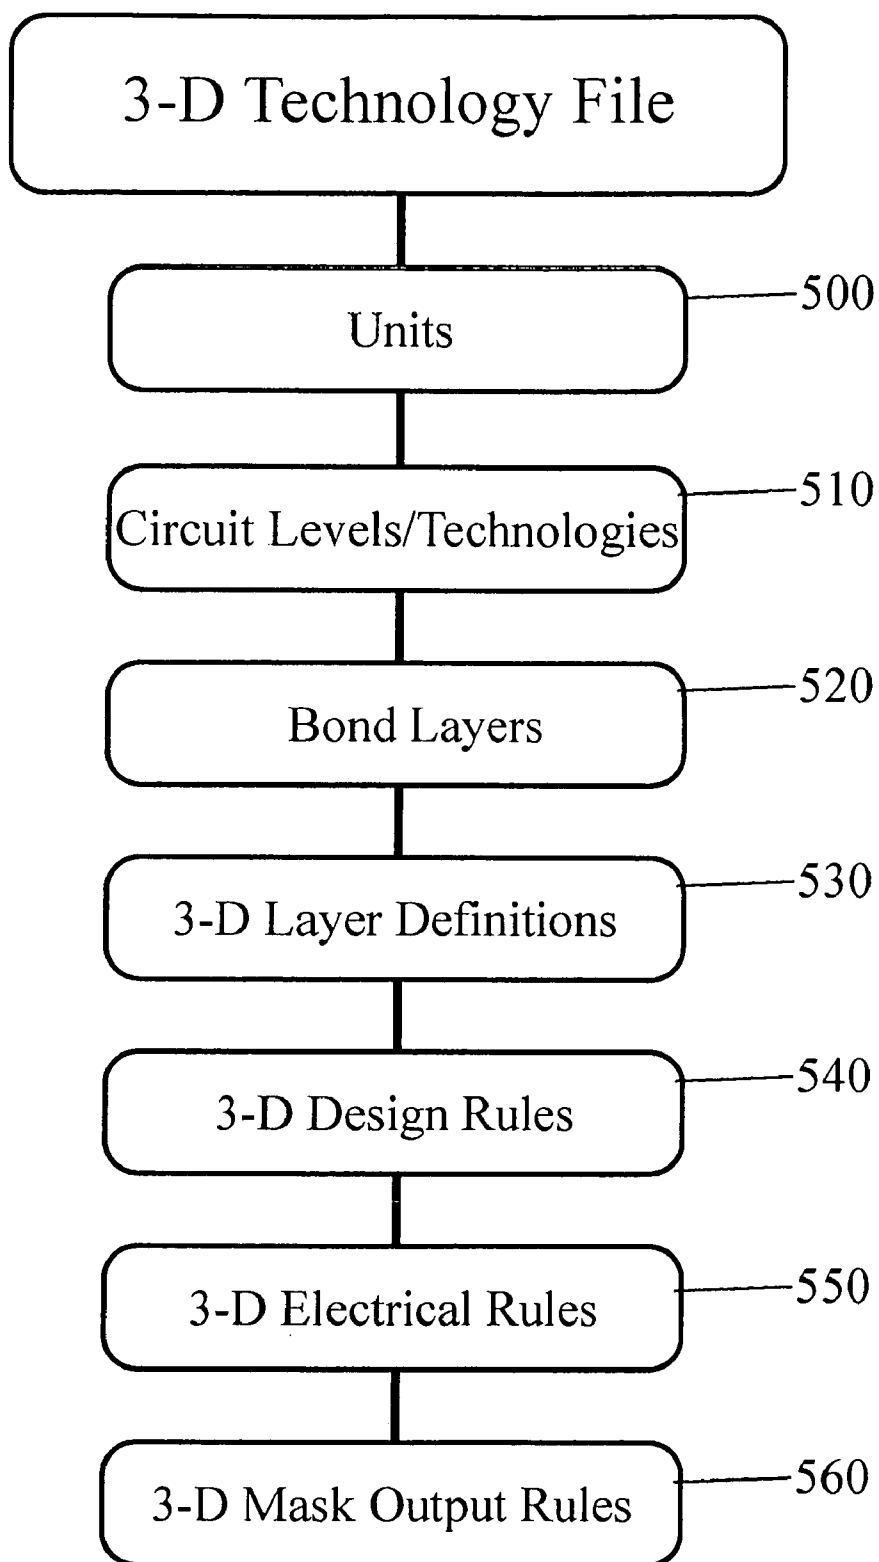 3-D Technology File
500
Units
510
Circuit Levels/Technologies
520
Bond Layers
530
3-D Layer Definitions
540
3-D Design Rules
550
3-D Electrical Rules
560
3-D Mask Output Rules